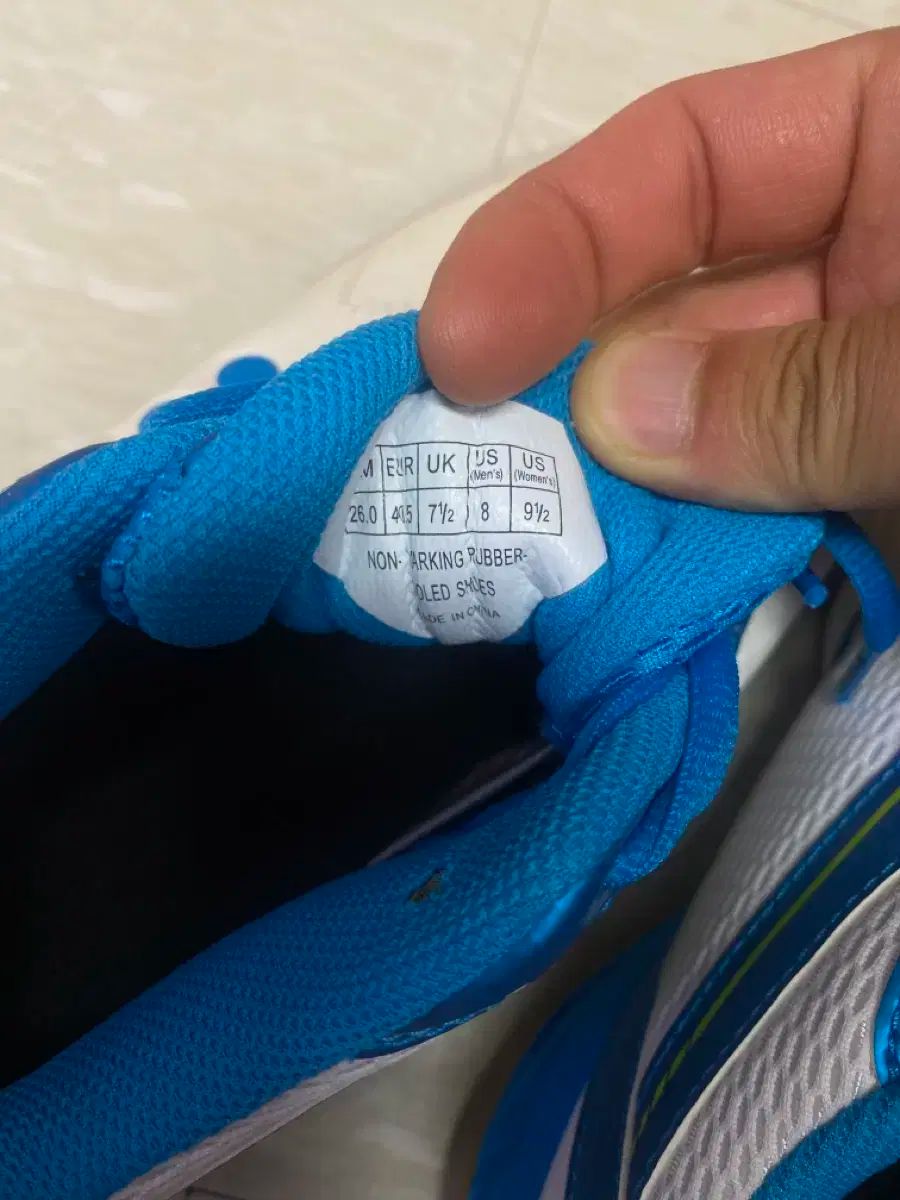 EUR UK US (Men's) US (Women's)
26.0 40.5 7½ 8 9½
NON- RUBBER-
MADE IN CHINA